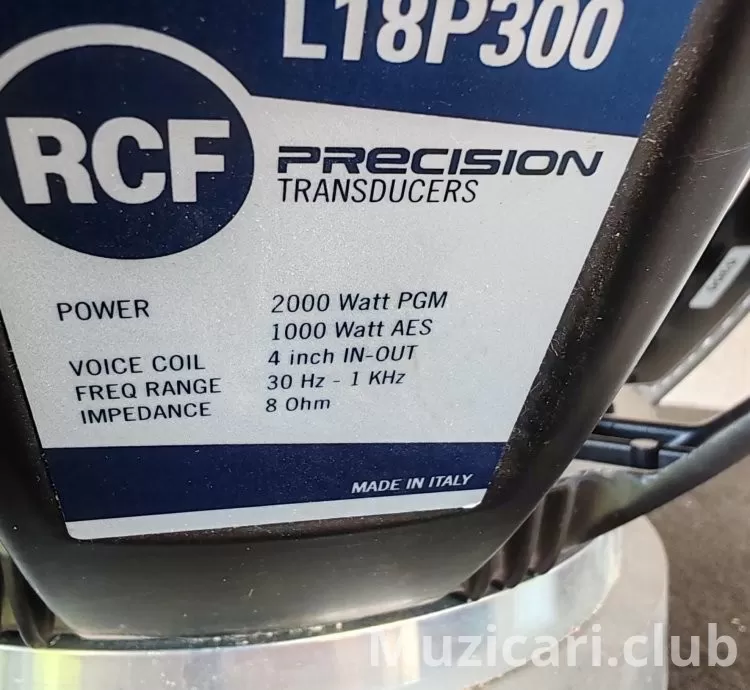 L18P300
RCF
PRECISION
TRANSDUCERS
POWER 2000 Watt PGM
1000 Watt AES
VOICE COIL 4 inch IN-OUT
FREQ RANGE 30 Hz - 1 KHz
IMPEDANCE 8 Ohm
MADE IN ITALY
Muzicari.club